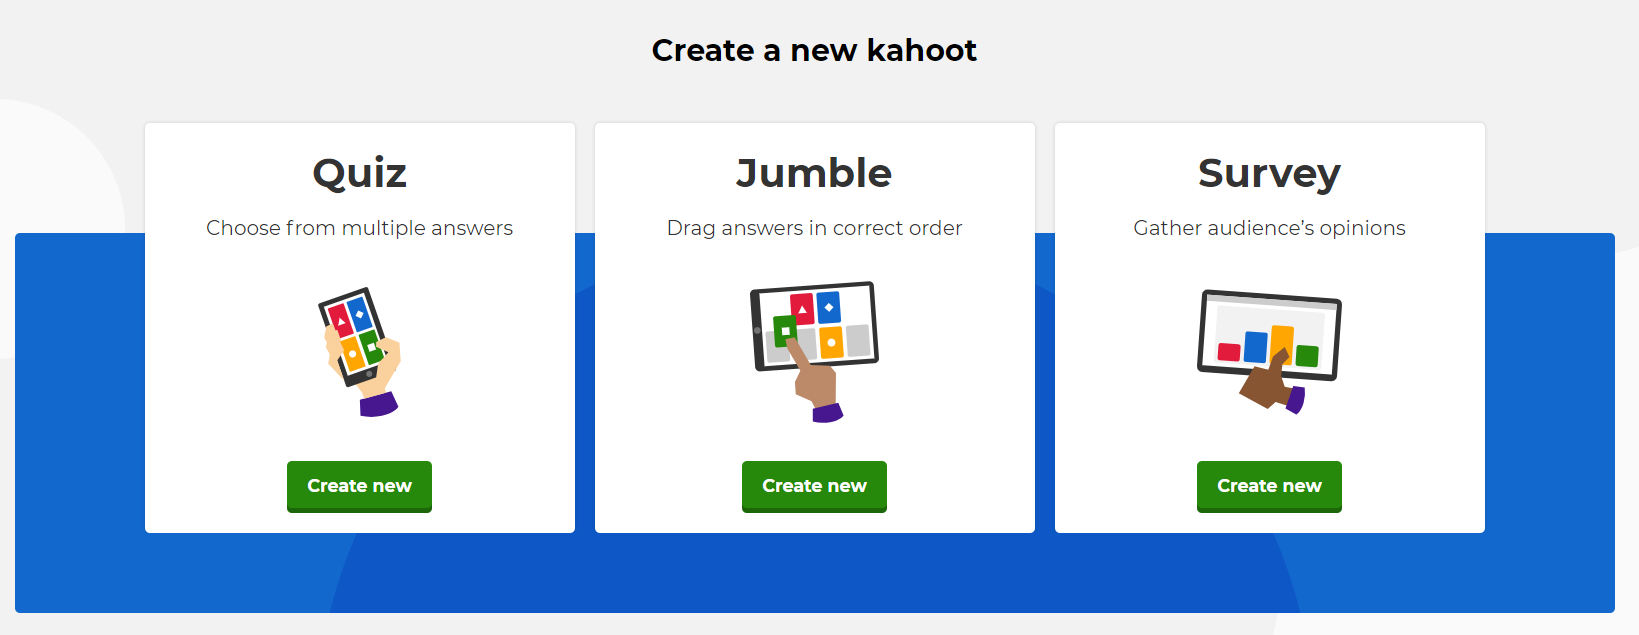 Create a new kahoot
Quiz
Choose from multiple answers
Create new
Jumble
Drag answers in correct order
Create new
Survey
Gather audience’s opinions
Create new